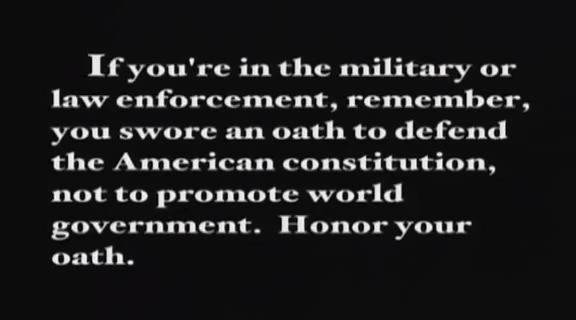 If you're in the military or
law enforcement, remember,
you swore an oath to defend
the American constitution,
not to promote world
government.  Honor your
oath.